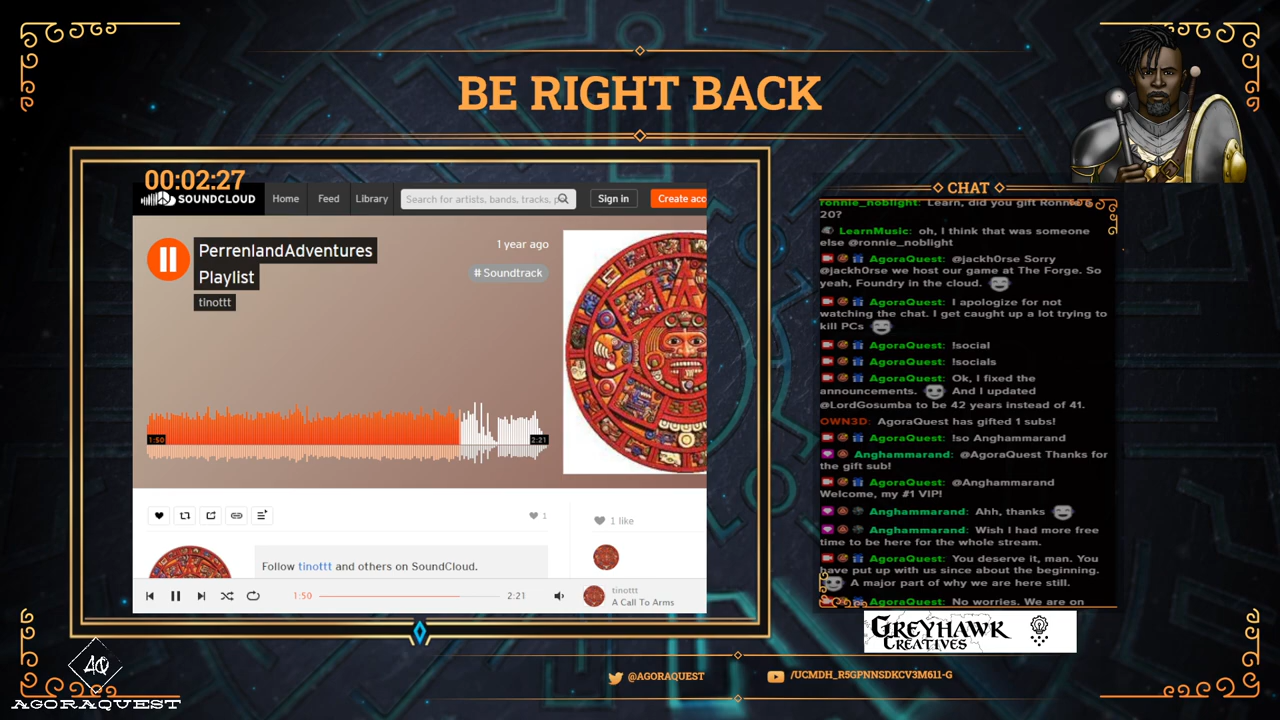 BE RIGHT BACK
00:02:27
SOUNDCLOUD
Home
Feed
Library
Search for artists, bands, tracks, p
Sign in
Create acc
PerrenlandAdventures
Playlist
tinottt
1 year ago
# Soundtrack
1:50
2:21
1
1 like
Follow tinottt and others on SoundCloud.
1:50
2:21
tinottt
A Call To Arms
CHAT
ronnie_noblight: Learn, did you gift Ronnie's
20?
LearnMusic: oh, I think that was someone
else @ronnie_noblight
AgoraQuest: @jackh0rse Sorry
@jackh0rse we host our game at The Forge. So
yeah, Foundry in the cloud.
AgoraQuest: I apologize for not
watching the chat. I get caught up a lot trying to
kill PCs
AgoraQuest: !social
AgoraQuest: !socials
AgoraQuest: Ok, I fixed the
announcements. And I updated
@LordGosumba to be 42 years instead of 41.
OWN3D: AgoraQuest has gifted 1 subs!
AgoraQuest: !so Anghammarand
Anghammarand: @AgoraQuest Thanks for
the gift sub!
AgoraQuest: @Anghammarand
Welcome, my #1 VIP!
Anghammarand: Ahh, thanks
Anghammarand: Wish I had more free
time to be here for the whole stream.
AgoraQuest: You deserve it, man. You
have put up with us since about the beginning.
A major part of why we are here still.
AgoraQuest: No worries. We are on
GREYHAWK
CREATIVES
AQ
AGORAQUEST
@AGORAQUEST
/UCMDH_R5GPNNSDKCV3M611-G